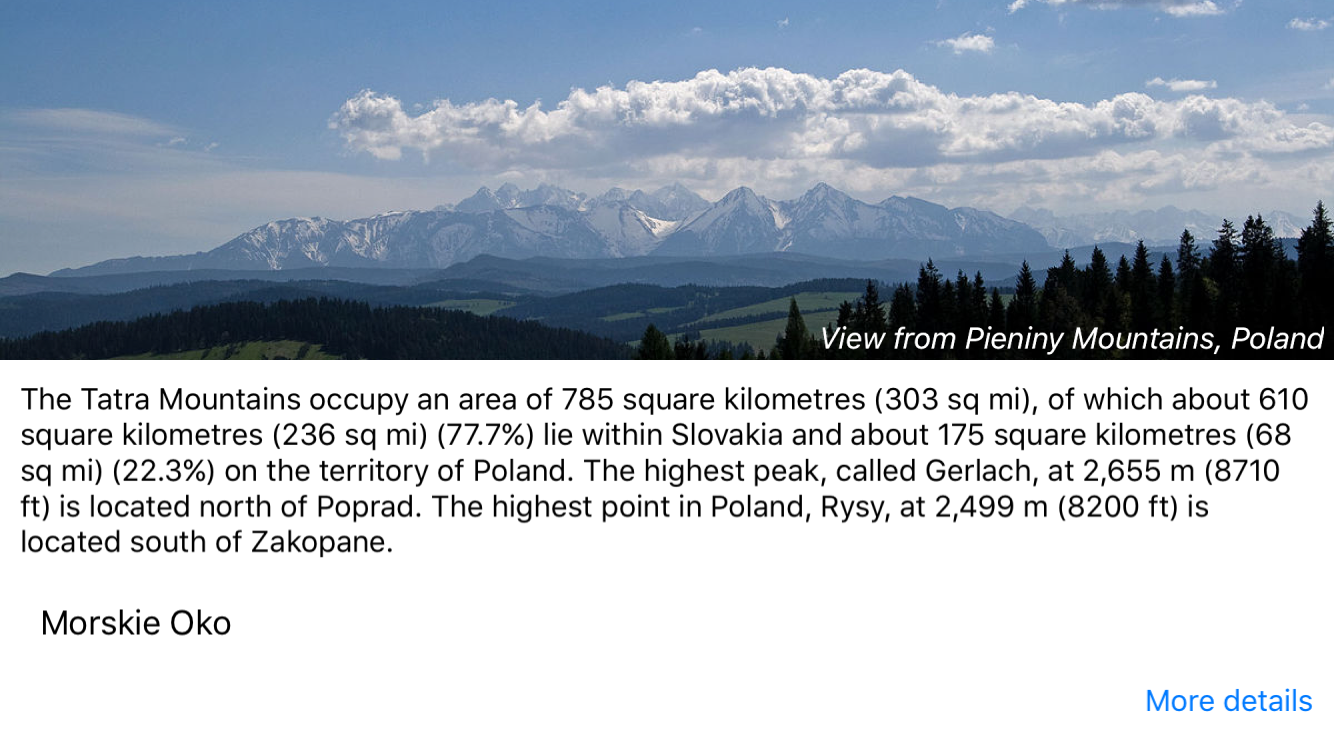 View from Pieniny Mountains, Poland
The Tatra Mountains occupy an area of 785 square kilometres (303 sq mi), of which about 610
square kilometres (236 sq mi) (77.7%) lie within Slovakia and about 175 square kilometres (68
sq mi) (22.3%) on the territory of Poland. The highest peak, called Gerlach, at 2,655 m (8710
ft) is located north of Poprad. The highest point in Poland, Rysy, at 2,499 m (8200 ft) is
located south of Zakopane.
Morskie Oko
More details